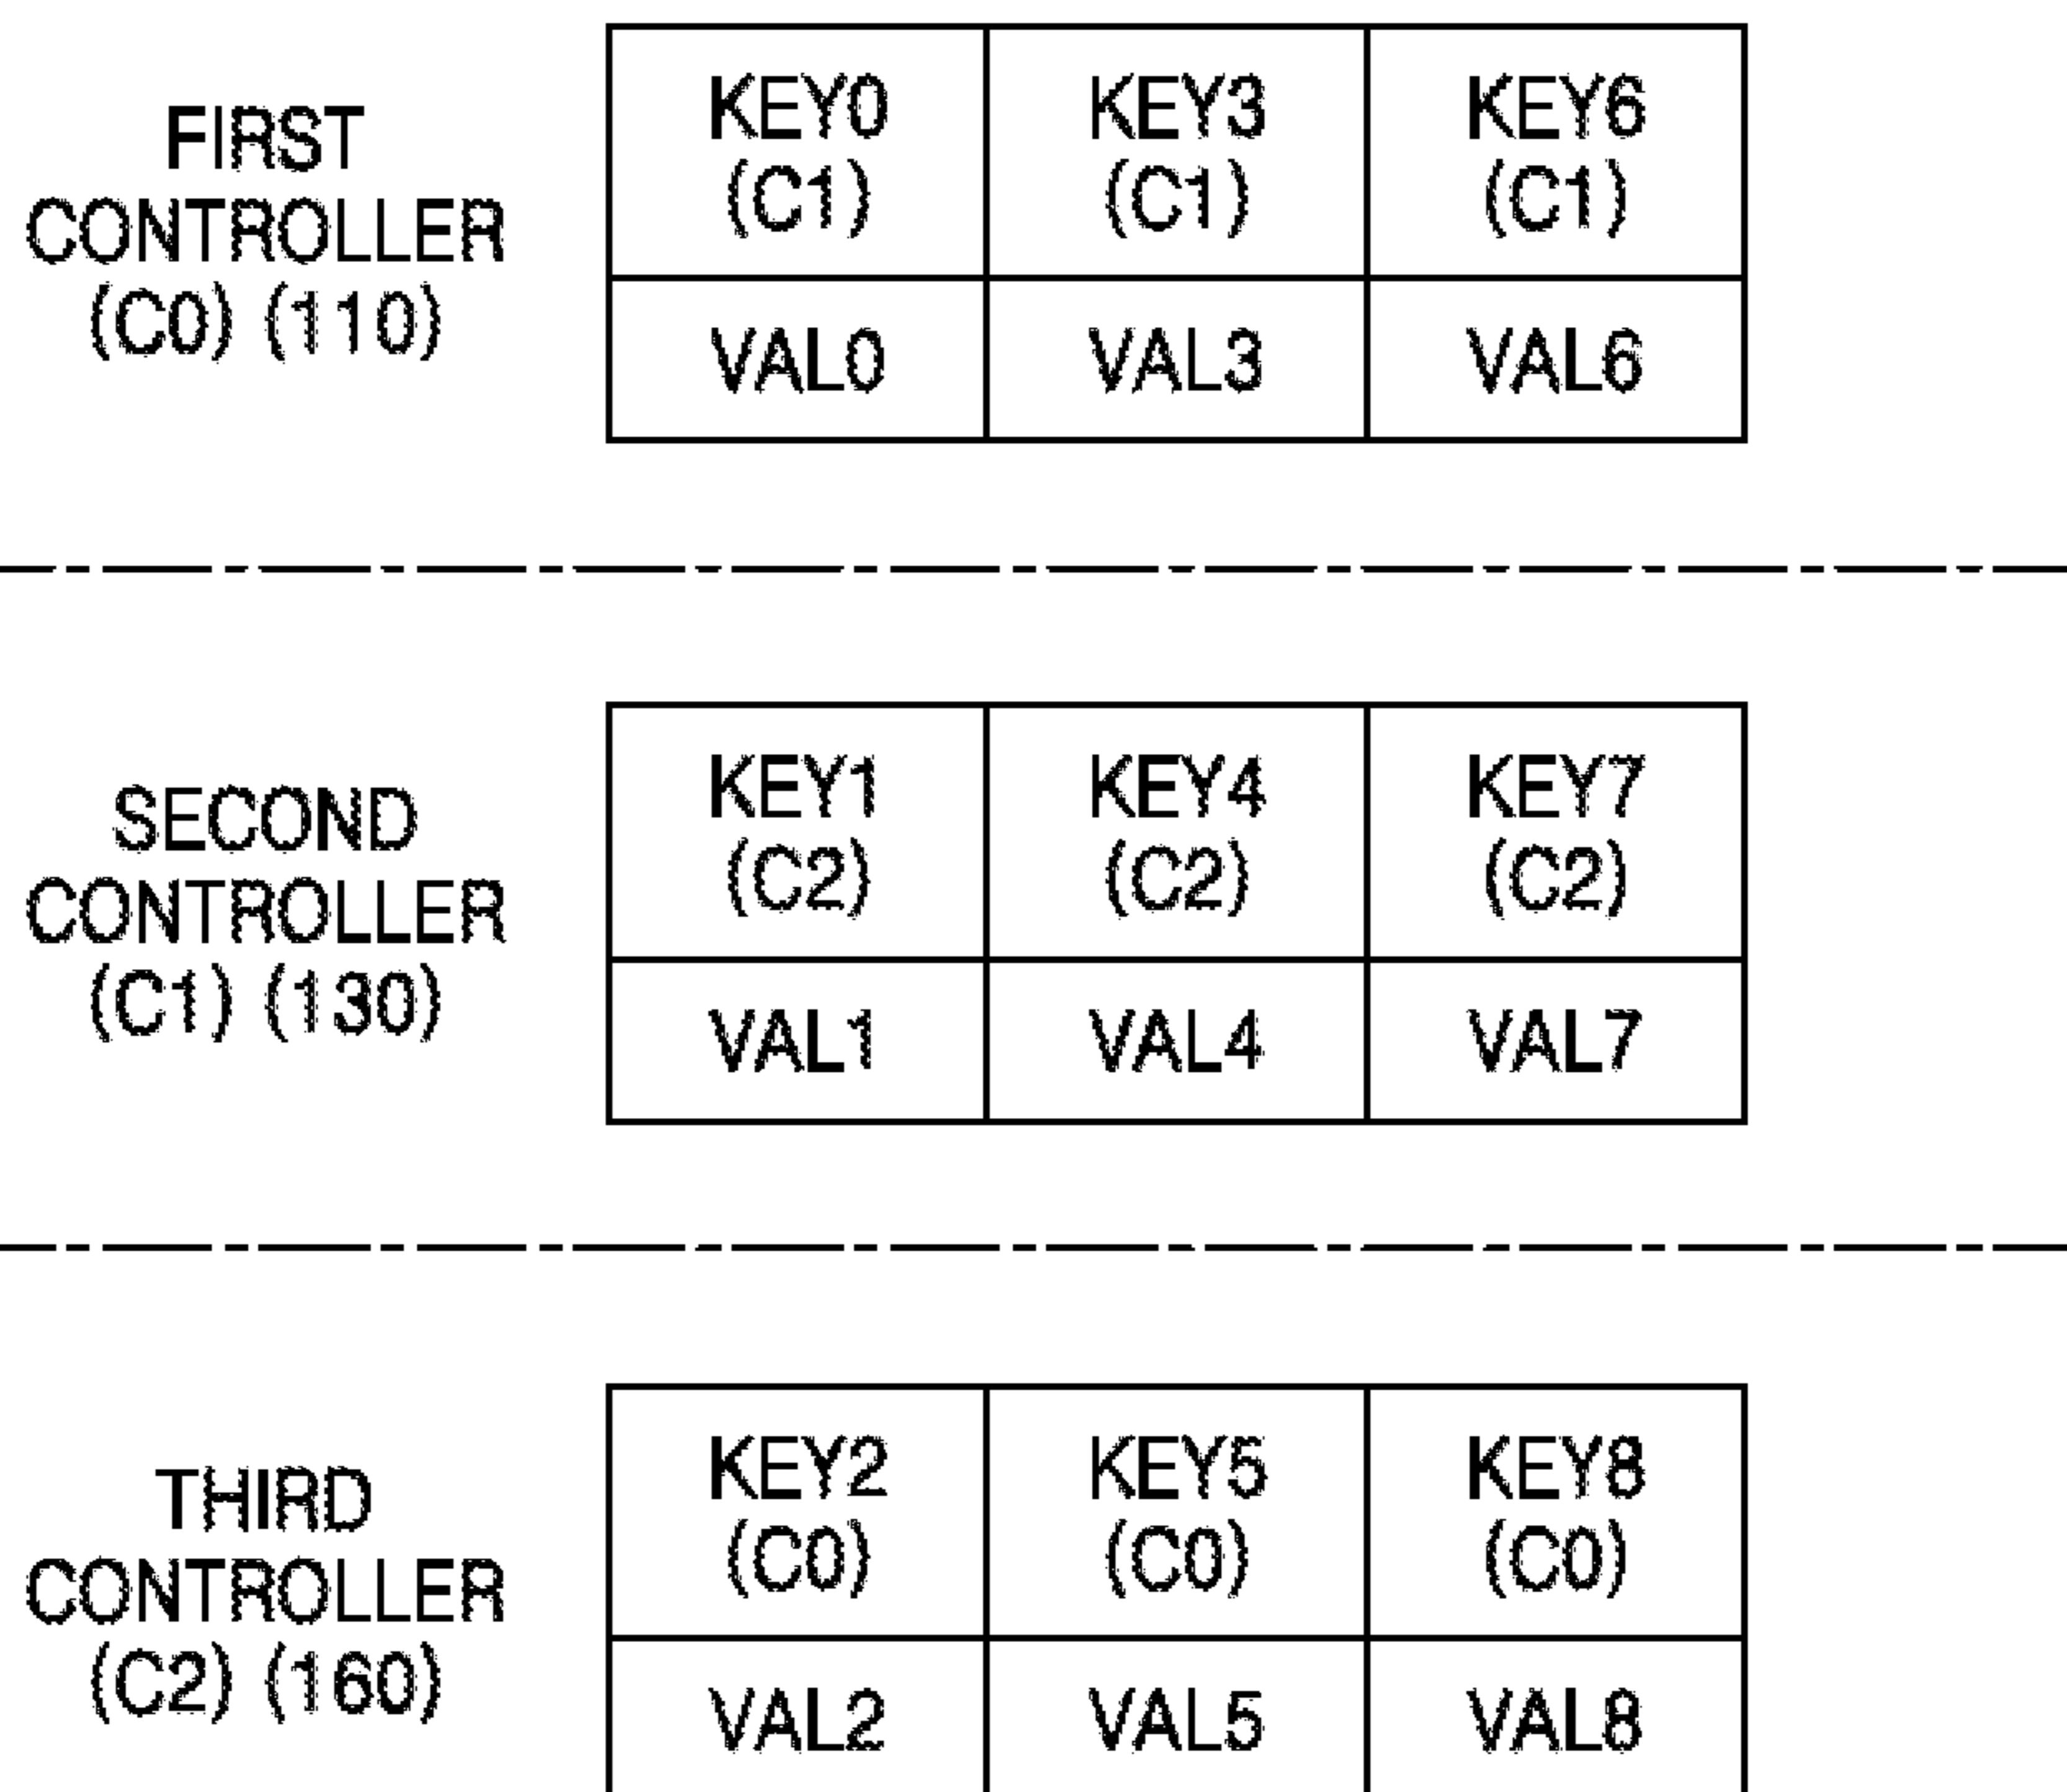 FIRST
CONTROLLER
(C0) (110)
KEY0 KEY3 KEY6
(C1) (C1) (C1)
VAL0 VAL3 VAL6
SECOND
CONTROLLER
(C1) (130)
KEY1 KEY4 KEY7
(C2) (C2) (C2)
VAL1 VAL4 VAL7
THIRD
CONTROLLER
(C2) (160)
KEY2 KEY5 KEY8
(C0) (C0) (C0)
VAL2 VAL5 VAL8